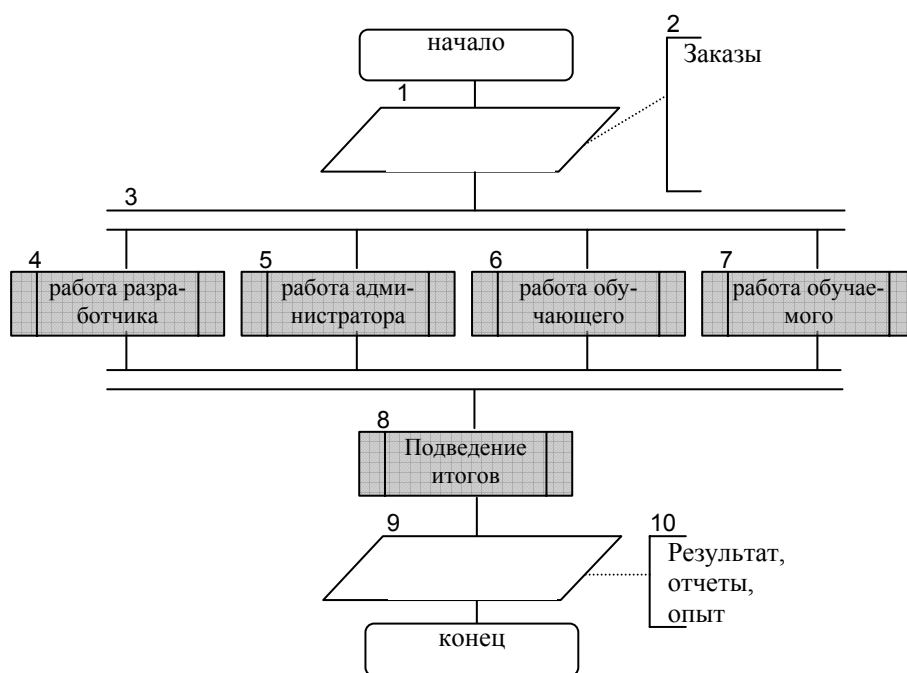 начало
2
Заказы
1
3
4
работа разра-
ботчика
5
работа адми-
нистратора
6
работа обу-
чающего
7
работа обучае-
мого
8
Подведение
итогов
9
10
Результат,
отчеты,
опыт
конец